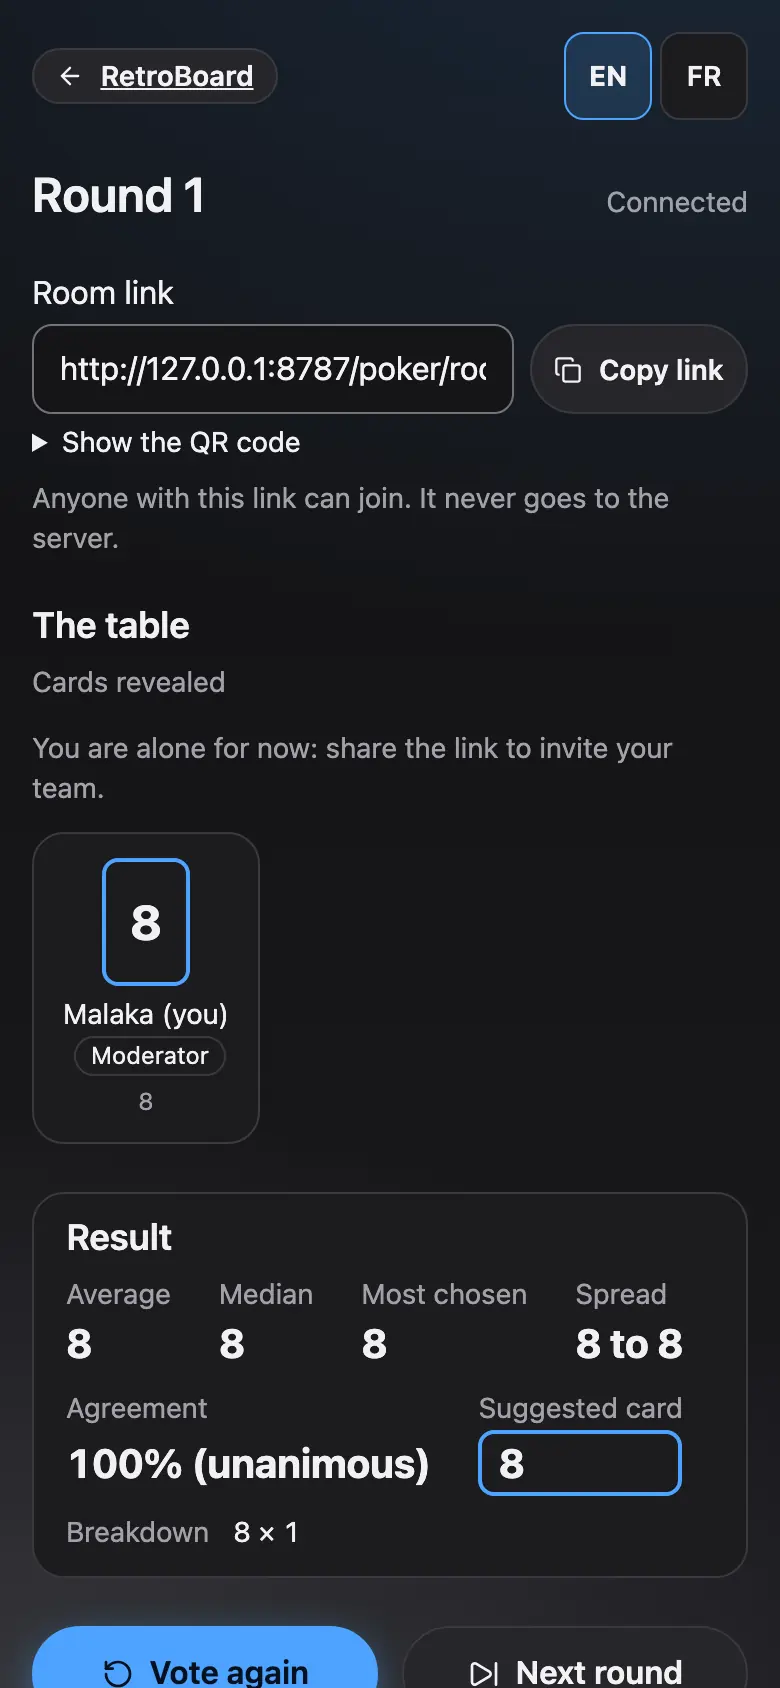 RetroBoard
EN
FR
Round 1
Connected
Room link
http://127.0.0.1:8787/poker/roo
Copy link
Show the QR code
Anyone with this link can join. It never goes to the
server.
The table
Cards revealed
You are alone for now: share the link to invite your
team.
8
Malaka (you)
Moderator
8
Result
Average
Median
Most chosen
Spread
8
8
8
8 to 8
Agreement
Suggested card
100% (unanimous)
8
Breakdown 8 × 1
Vote again
Next round